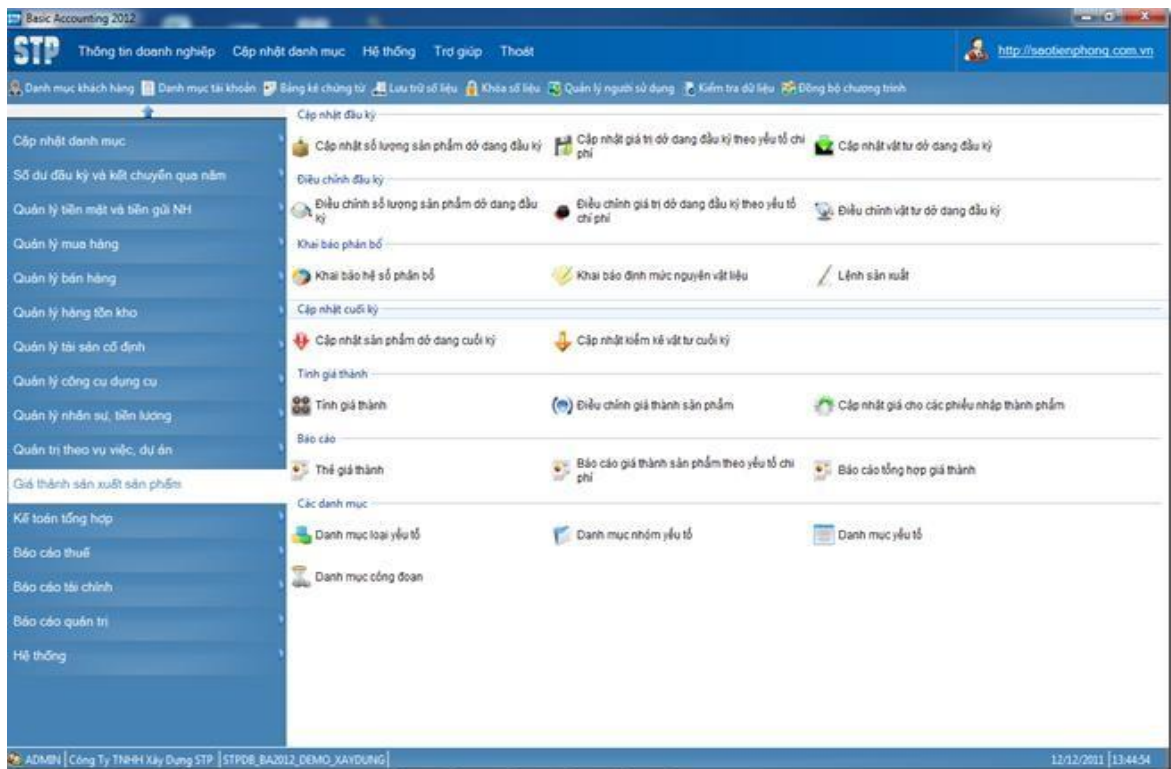 Basic Accounting 2012
STP Thông tin doanh nghiệp Cập nhật danh mục Hệ thống Trợ giúp Thoát http://saotienphong.com.vn
Danh mục khách hàng Danh mục tài khoản Bảng kê chứng từ Lưu trữ số liệu Khóa số liệu Quản lý người sử dụng Kiểm tra dữ liệu Đồng bộ chương trình
Cập nhật danh mục
Số dư đầu kỳ và kết chuyển qua năm
Quản lý tiền mặt và tiền gửi NH
Quản lý mua hàng
Quản lý bán hàng
Quản lý hàng tồn kho
Quản lý tài sản cố định
Quản lý công cụ dụng cụ
Quản lý nhân sự, tiền lương
Quản trị theo vụ việc, dự án
Giá thành sản xuất sản phẩm
Kế toán tổng hợp
Báo cáo thuế
Báo cáo tài chính
Báo cáo quản trị
Hệ thống
Cập nhật đầu kỳ
Cập nhật số lượng sản phẩm dở dang đầu kỳ
Cập nhật giá trị dở dang đầu kỳ theo yếu tố chi
phí
Cập nhật vật tư dở dang đầu kỳ
Điều chỉnh đầu kỳ
Điều chỉnh số lượng sản phẩm dở dang đầu
kỳ
Điều chỉnh giá trị dở dang đầu kỳ theo yếu tố
chi phí
Điều chỉnh vật tư dở dang đầu kỳ
Khai báo phân bổ
Khai báo hệ số phân bổ
Khai báo định mức nguyên vật liệu
Lệnh sản xuất
Cập nhật cuối kỳ
Cập nhật sản phẩm dở dang cuối kỳ
Cập nhật kiểm kê vật tư cuối kỳ
Tính giá thành
Tính giá thành
Điều chỉnh giá thành sản phẩm
Cập nhật giá cho các phiếu nhập thành phẩm
Báo cáo
Thẻ giá thành
Báo cáo giá thành sản phẩm theo yếu tố chi
phí
Báo cáo tổng hợp giá thành
Các danh mục
Danh mục loại yếu tố
Danh mục nhóm yếu tố
Danh mục yếu tố
Danh mục công đoạn
ADMIN Công Ty TNHH Xây Dựng STP STPDB_BA2012_DEMO_XAYDUNG 12/12/2011 13:44:54